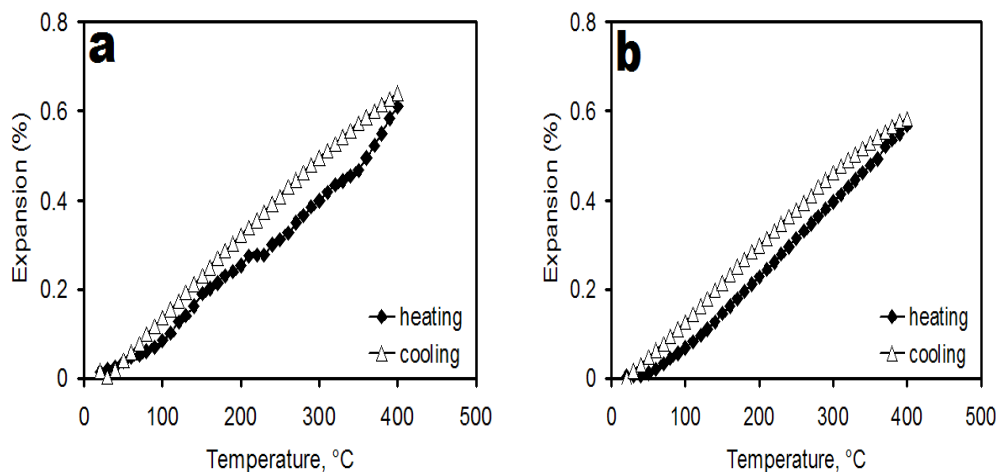 a
Expansion (%)
0.8
0.6
0.4
0.2
0
0 100 200 300 400 500
Temperature, °C
heating
cooling
b
Expansion (%)
0.8
0.6
0.4
0.2
0
0 100 200 300 400 500
Temperature, °C
heating
cooling